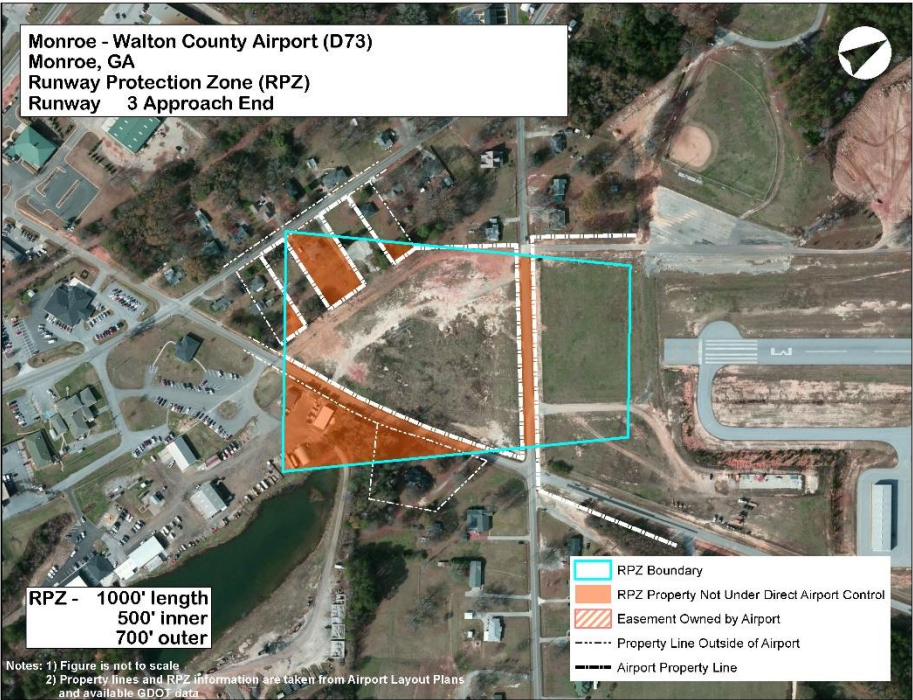 Monroe - Walton County Airport (D73)
Monroe, GA
Runway Protection Zone (RPZ)
Runway 3 Approach End
3
RPZ - 1000' length
500' inner
700' outer
RPZ Boundary
RPZ Property Not Under Direct Airport Control
Easement Owned by Airport
Property Line Outside of Airport
Airport Property Line
Notes: 1) Figure is not to scale
2) Property lines and RPZ information are taken from Airport Layout Plans
and available GDOT data